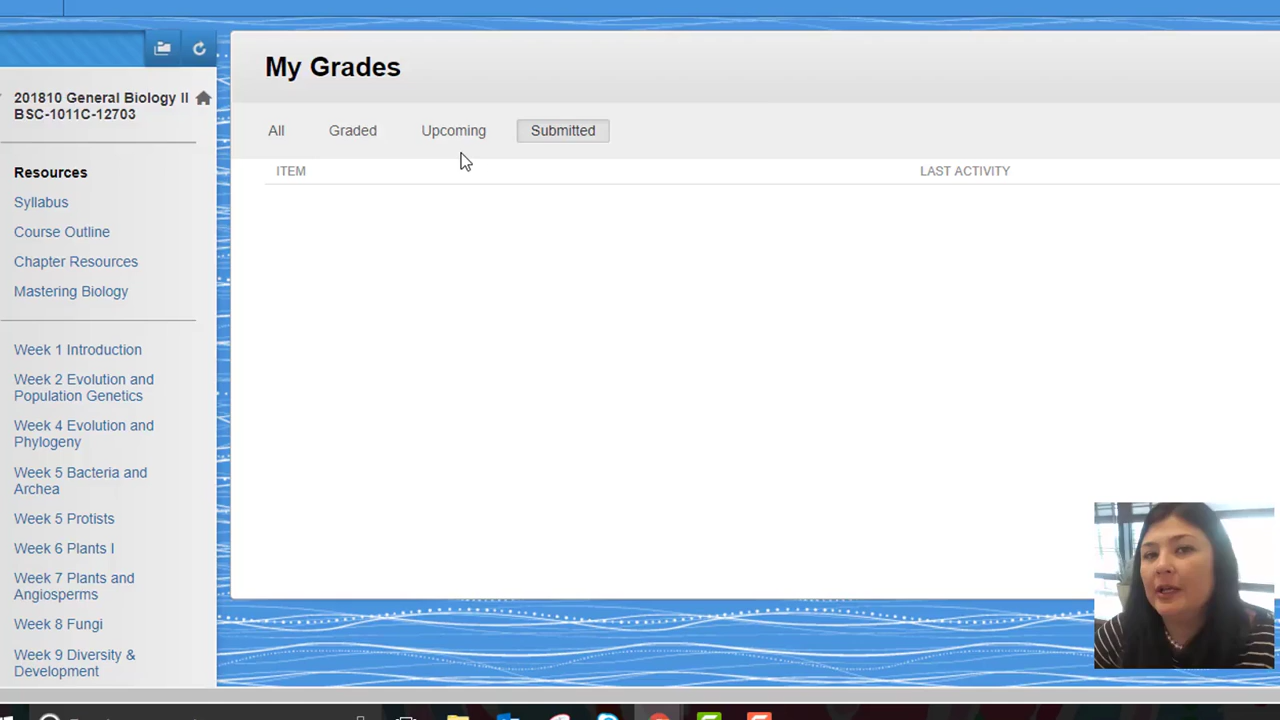 201810 General Biology II
BSC-1011C-12703
Resources
Syllabus
Course Outline
Chapter Resources
Mastering Biology
Week 1 Introduction
Week 2 Evolution and
Population Genetics
Week 4 Evolution and
Phylogeny
Week 5 Bacteria and
Archea
Week 5 Protists
Week 6 Plants I
Week 7 Plants and
Angiosperms
Week 8 Fungi
Week 9 Diversity &
Development
My Grades
All Graded Upcoming Submitted
ITEM LAST ACTIVITY